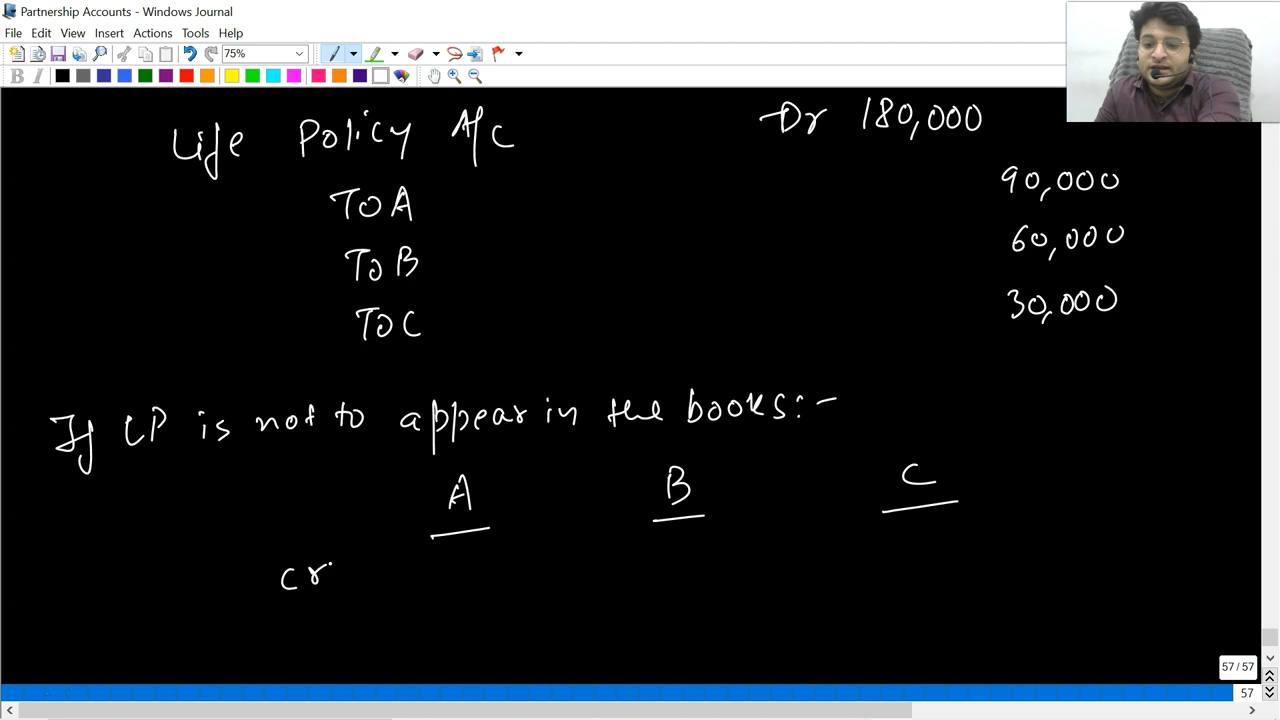 Partnership Accounts - Windows Journal
File Edit View Insert Actions Tools Help
75%
B I
Life Policy A/C Dr 180,000
To A 90,000
To B 60,000
To C 30,000
If LP is not to appear in the books:-
A B C
cr
57 / 57
57